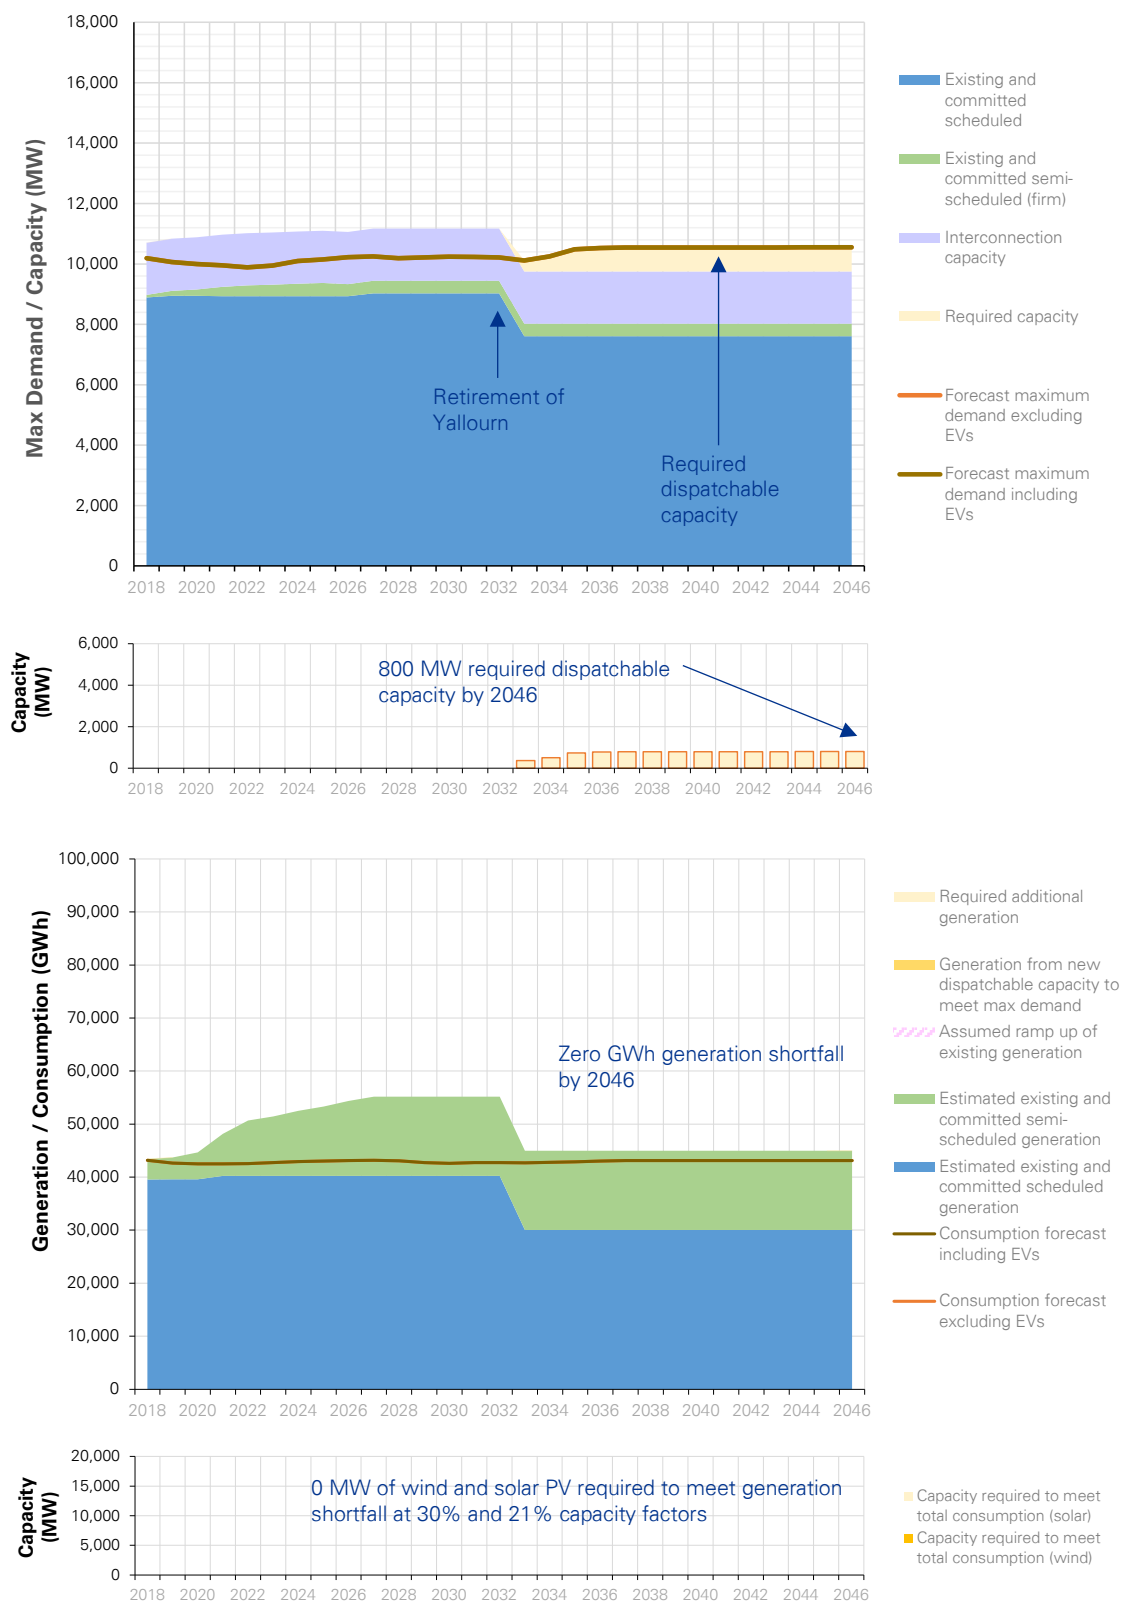 Max Demand / Capacity (MW)
18,000
16,000
14,000
12,000
10,000
8,000
6,000
4,000
2,000
0
2018 2020 2022 2024 2026 2028 2030 2032 2034 2036 2038 2040 2042 2044 2046
Retirement of
Yallourn
Required
dispatchable
capacity
Existing and
committed
scheduled
Existing and
committed semi-
scheduled (firm)
Interconnection
capacity
Required capacity
Forecast maximum
demand excluding
EVs
Forecast maximum
demand including
EVs
Capacity
(MW)
6,000
4,000
2,000
0
800 MW required dispatchable
capacity by 2046
2018 2020 2022 2024 2026 2028 2030 2032 2034 2036 2038 2040 2042 2044 2046
Generation / Consumption (GWh)
100,000
90,000
80,000
70,000
60,000
50,000
40,000
30,000
20,000
10,000
0
Zero GWh generation shortfall
by 2046
2018 2020 2022 2024 2026 2028 2030 2032 2034 2036 2038 2040 2042 2044 2046
Required additional
generation
Generation from new
dispatchable capacity to
meet max demand
Assumed ramp up of
existing generation
Estimated existing and
committed semi-
scheduled generation
Estimated existing and
committed scheduled
generation
Consumption forecast
including EVs
Consumption forecast
excluding EVs
Capacity
(MW)
20,000
15,000
10,000
5,000
0
0 MW of wind and solar PV required to meet generation
shortfall at 30% and 21% capacity factors
2018 2020 2022 2024 2026 2028 2030 2032 2034 2036 2038 2040 2042 2044 2046
Capacity required to meet
total consumption (solar)
Capacity required to meet
total consumption (wind)